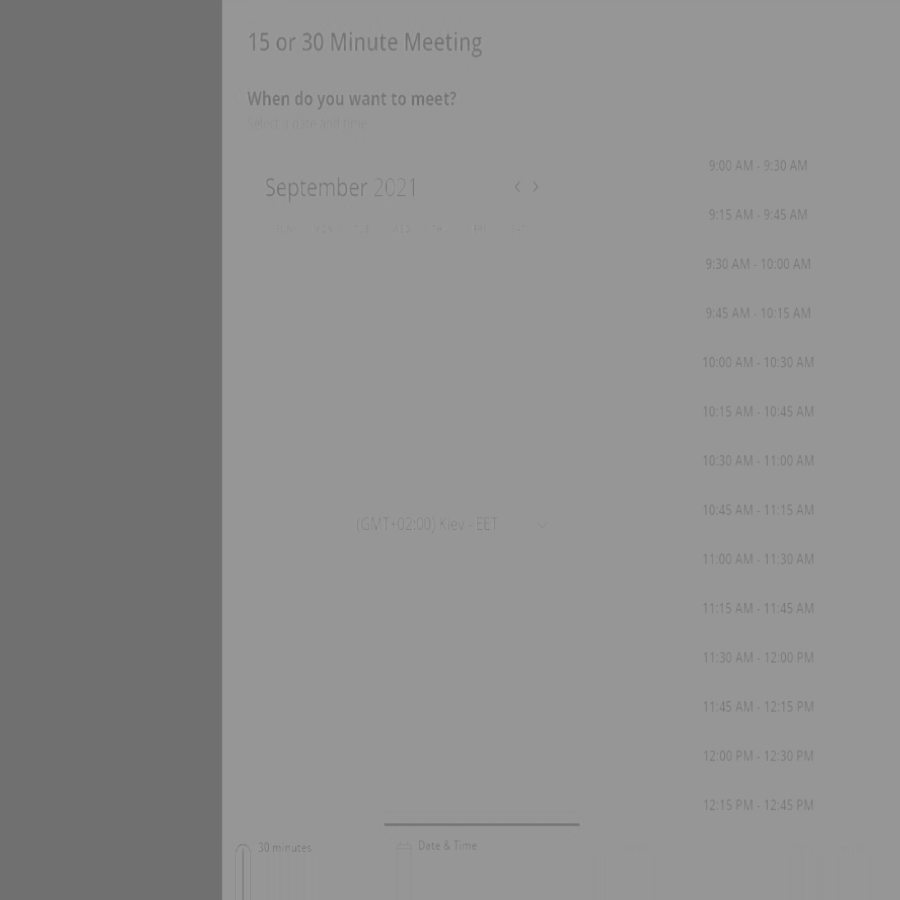 15 or 30 Minute Meeting
When do you want to meet?
Select a date and time
September 2021
9:00 AM - 9:30 AM
9:15 AM - 9:45 AM
9:30 AM - 10:00 AM
9:45 AM - 10:15 AM
10:00 AM - 10:30 AM
10:15 AM - 10:45 AM
10:30 AM - 11:00 AM
10:45 AM - 11:15 AM
11:00 AM - 11:30 AM
11:15 AM - 11:45 AM
11:30 AM - 12:00 PM
11:45 AM - 12:15 PM
12:00 PM - 12:30 PM
12:15 PM - 12:45 PM
(GMT+02:00) Kiev - EET
30 minutes
Date & Time